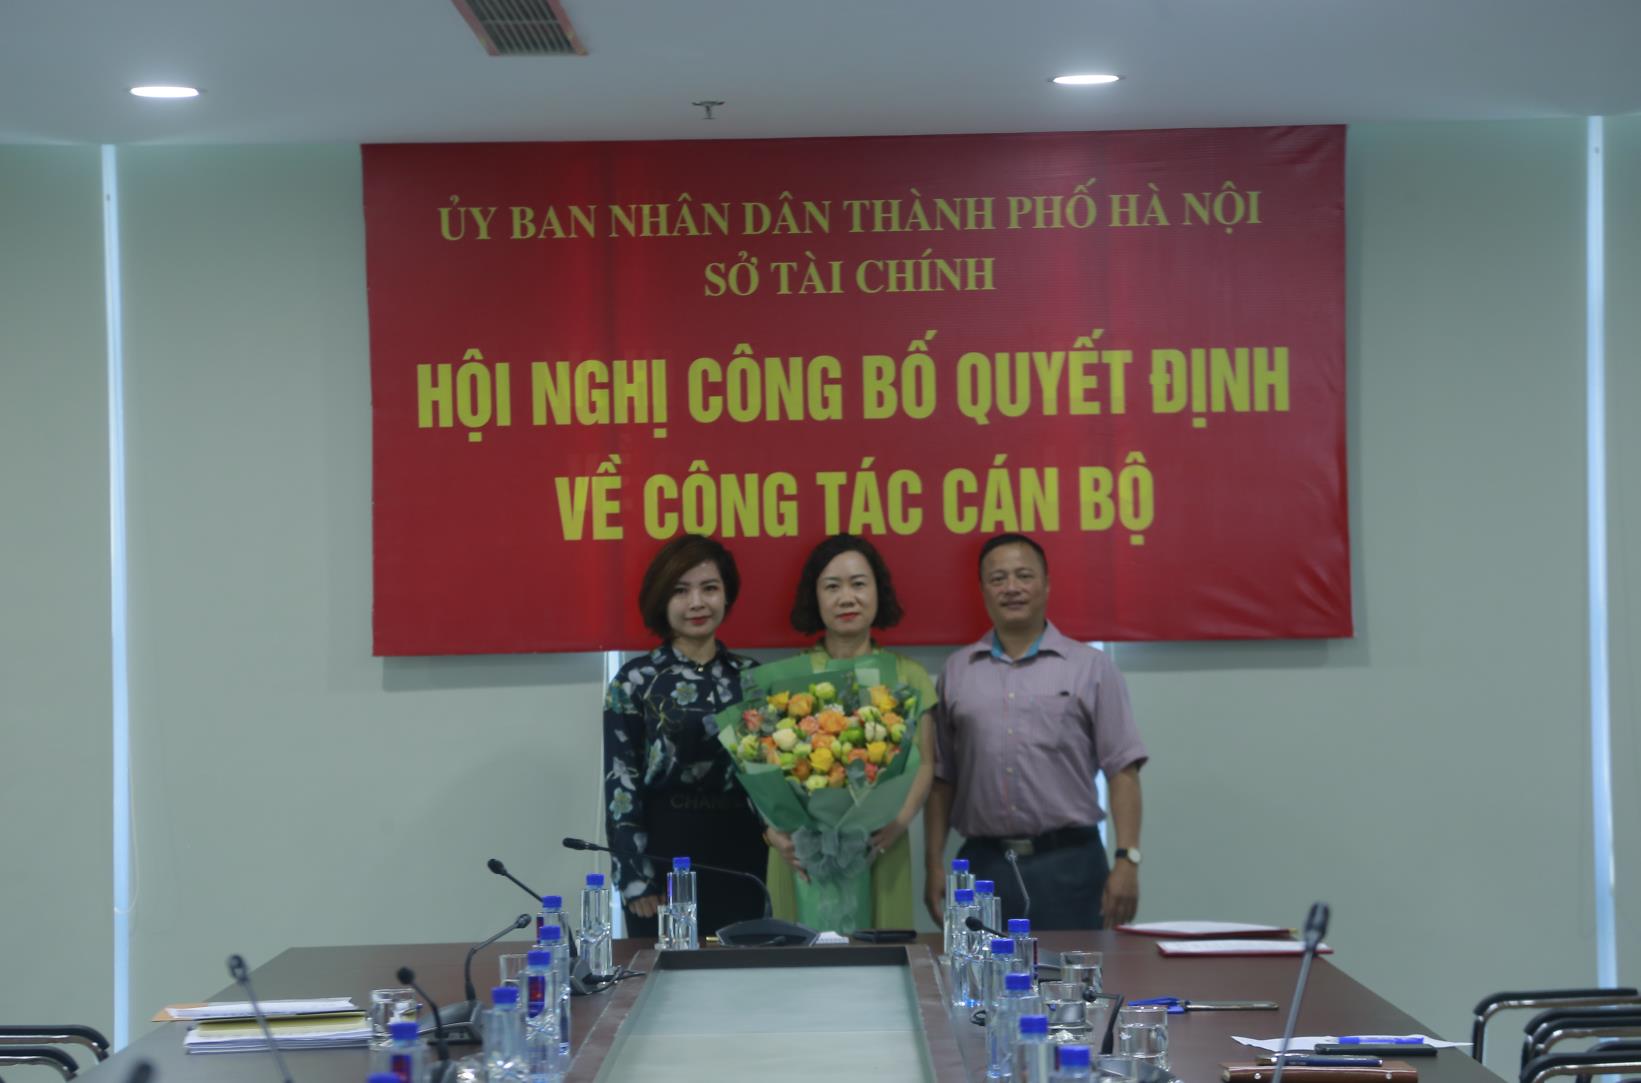 ỦY BAN NHÂN DÂN THÀNH PHỐ HÀ NỘI
SỞ TÀI CHÍNH
HỘI NGHỊ CÔNG BỐ QUYẾT ĐỊNH
VỀ CÔNG TÁC CÁN BỘ